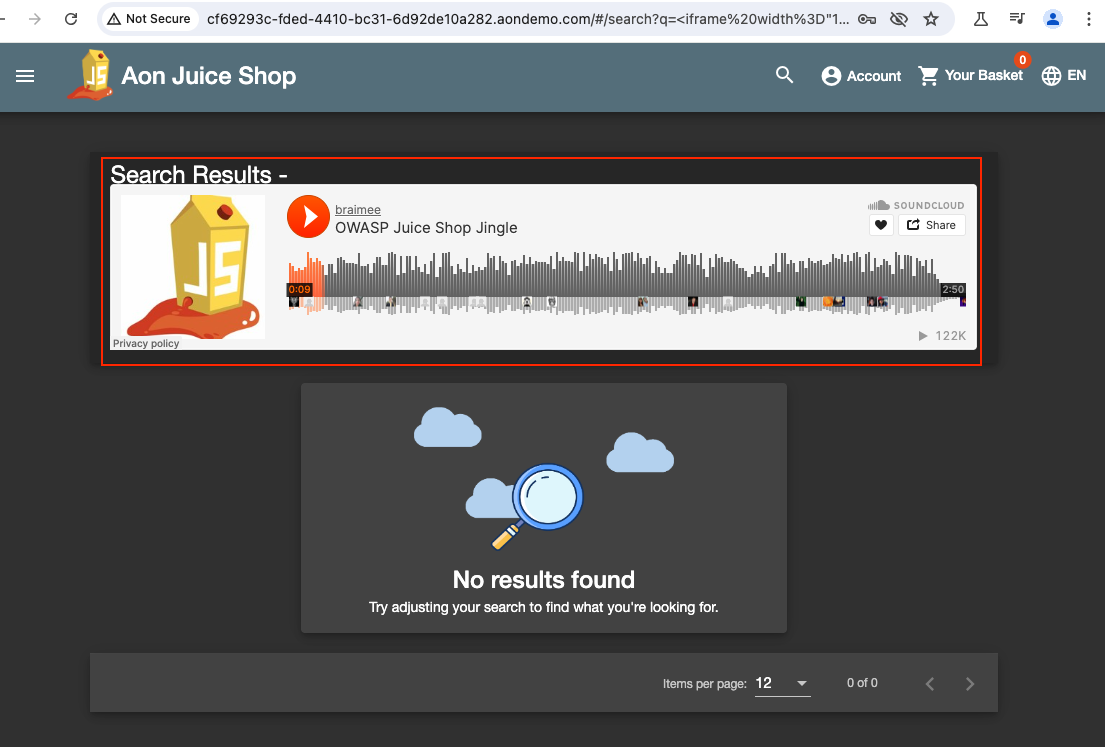 Not Secure
cf69293c-fded-4410-bc31-6d92de10a282.aondemo.com/#/search?q=<iframe%20width%3D"1...
JS
Aon Juice Shop
Account
Your Basket
0
EN
Search Results -
JS
braimee
OWASP Juice Shop Jingle
SOUNDCLOUD
Share
0:09
2:50
Privacy policy
122K
No results found
Try adjusting your search to find what you're looking for.
Items per page:
12
0 of 0